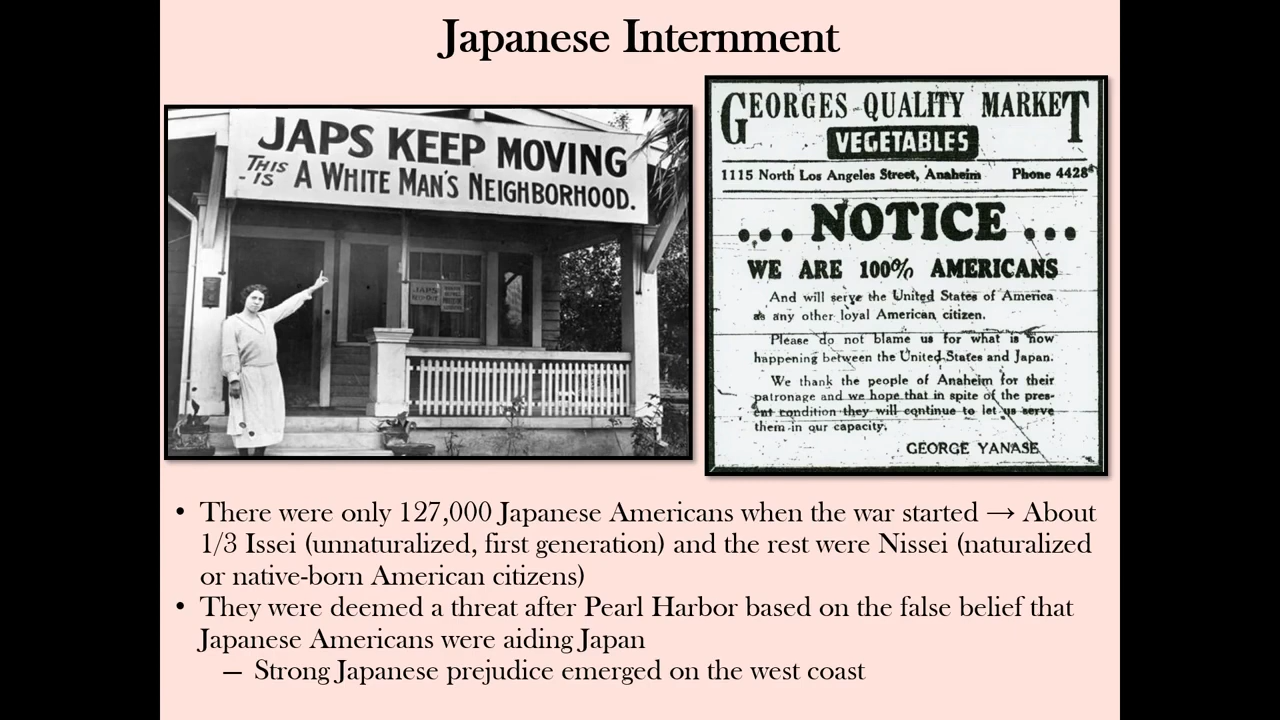 Japanese Internment
JAPS KEEP MOVING
THIS IS A WHITE MAN'S NEIGHBORHOOD.
JAPS
GEORGES QUALITY MARKET
VEGETABLES
1115 North Los Angeles Street, Anaheim Phone 4428
... NOTICE ...
WE ARE 100% AMERICANS
And will serve the United States of America
as any other loyal American citizen.
Please do not blame us for what is now
happening between the United States and Japan.
We thank the people of Anaheim for their
patronage and we hope that in spite of the pres-
ent condition they will continue to let us serve
them in our capacity.
GEORGE YANASE
• There were only 127,000 Japanese Americans when the war started → About
1/3 Issei (unnaturalized, first generation) and the rest were Nissei (naturalized
or native-born American citizens)
• They were deemed a threat after Pearl Harbor based on the false belief that
Japanese Americans were aiding Japan
– Strong Japanese prejudice emerged on the west coast